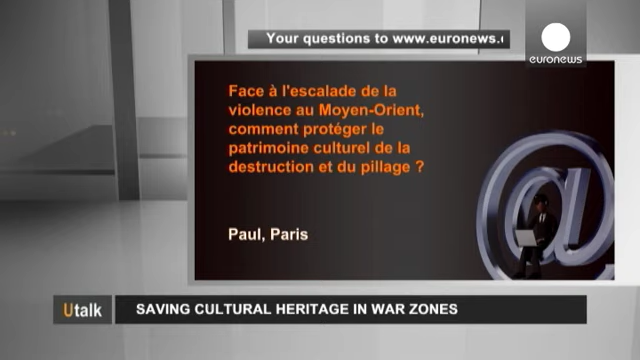 Your questions to www.euronews.
euronews
Face à l'escalade de la
violence au Moyen-Orient,
comment protéger le
patrimoine culturel de la
destruction et du pillage ?
Paul, Paris
@
Utalk
SAVING CULTURAL HERITAGE IN WAR ZONES